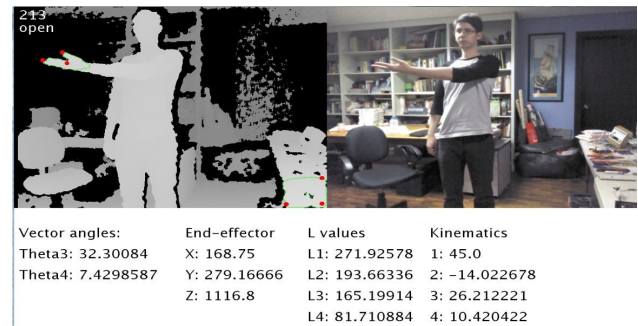 213
open
Vector angles: End-effector L values Kinematics
Theta3: 32.30084 X: 168.75 L1: 271.92578 1: 45.0
Theta4: 7.4298587 Y: 279.16666 L2: 193.66336 2: -14.022678
Z: 1116.8 L3: 165.19914 3: 26.212221
L4: 81.710884 4: 10.420422